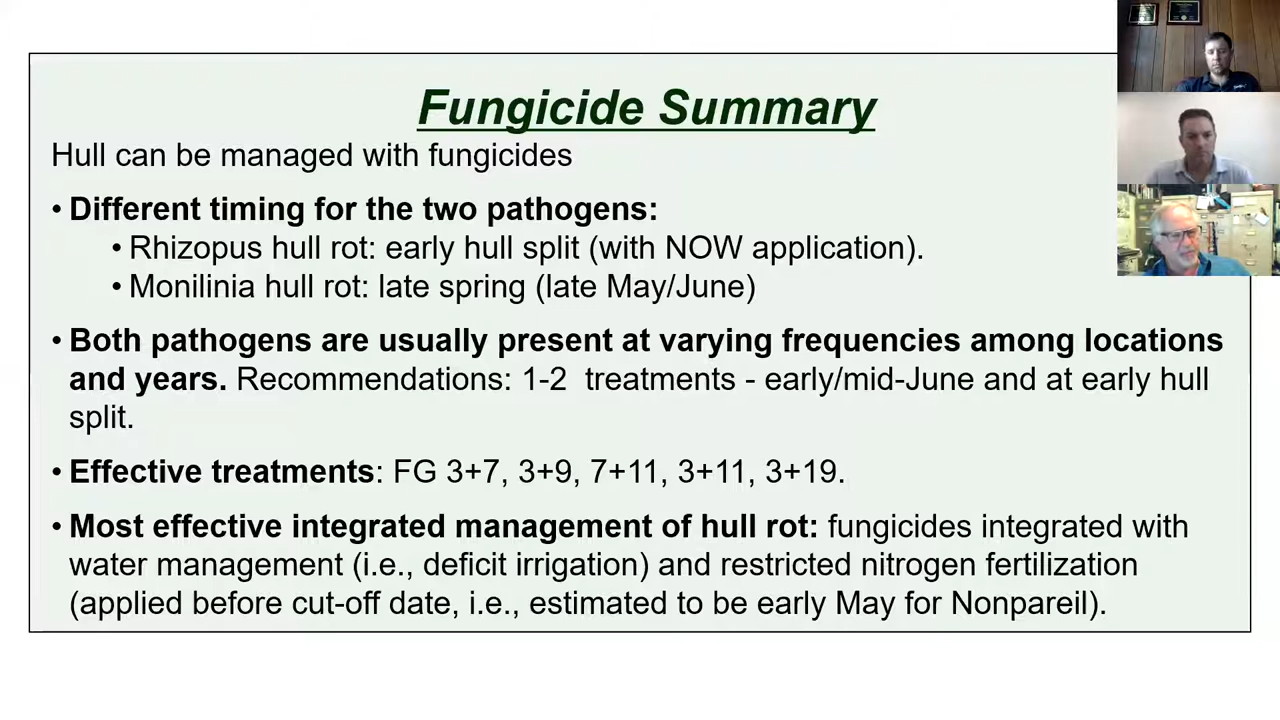 Fungicide Summary
Hull can be managed with fungicides
• Different timing for the two pathogens:
• Rhizopus hull rot: early hull split (with NOW application).
• Monilinia hull rot: late spring (late May/June)
• Both pathogens are usually present at varying frequencies among locations
and years. Recommendations: 1-2 treatments - early/mid-June and at early hull
split.
• Effective treatments: FG 3+7, 3+9, 7+11, 3+11, 3+19.
• Most effective integrated management of hull rot: fungicides integrated with
water management (i.e., deficit irrigation) and restricted nitrogen fertilization
(applied before cut-off date, i.e., estimated to be early May for Nonpareil).